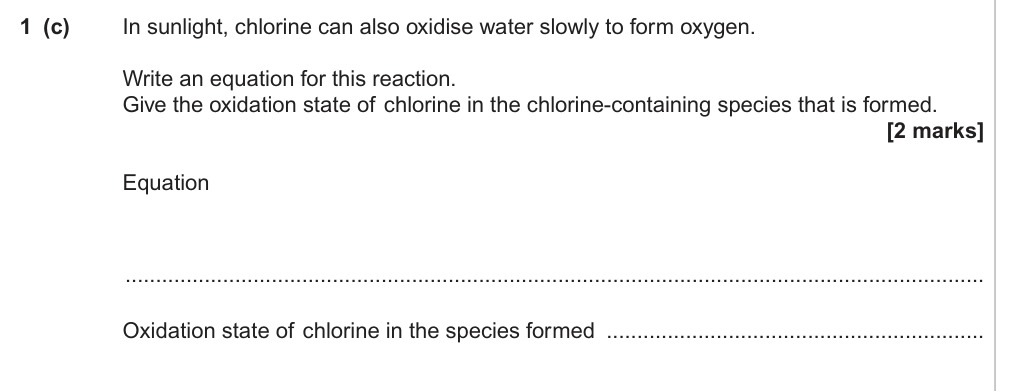 1 (c) In sunlight, chlorine can also oxidise water slowly to form oxygen.
Write an equation for this reaction.
Give the oxidation state of chlorine in the chlorine-containing species that is formed.
[2 marks]
Equation
Oxidation state of chlorine in the species formed